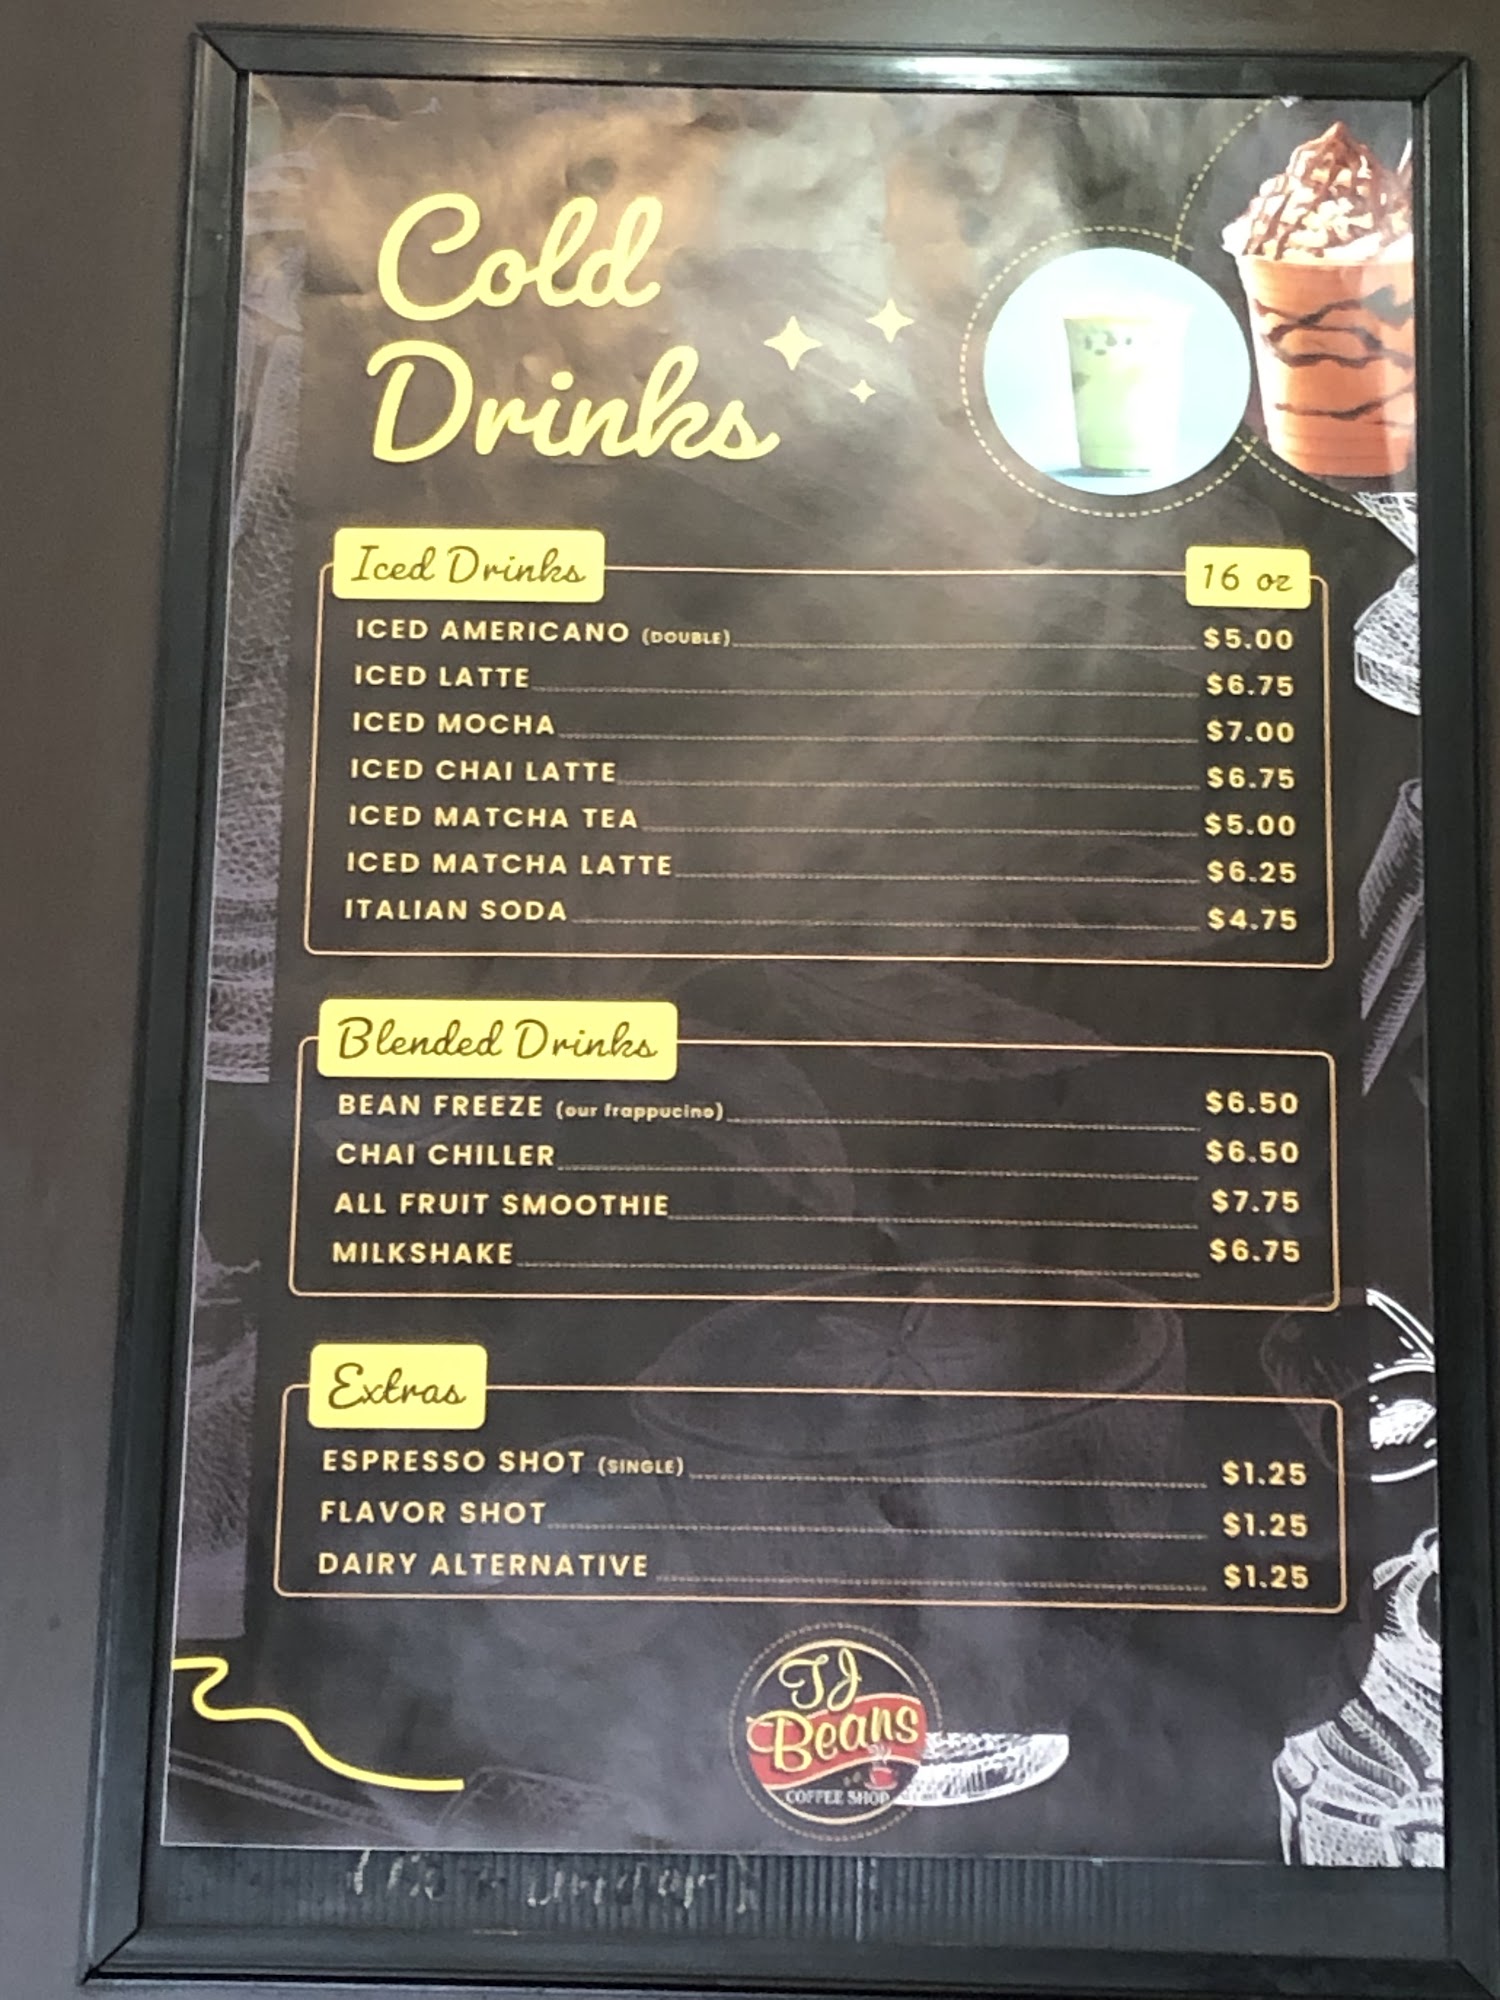 Cold
Drinks
Iced Drinks 16 oz
ICED AMERICANO (DOUBLE) $5.00
ICED LATTE $6.75
ICED MOCHA $7.00
ICED CHAI LATTE $6.75
ICED MATCHA TEA $5.00
ICED MATCHA LATTE $6.25
ITALIAN SODA $4.75
Blended Drinks
BEAN FREEZE (our frappucino) $6.50
CHAI CHILLER $6.50
ALL FRUIT SMOOTHIE $7.75
MILKSHAKE $6.75
Extras
ESPRESSO SHOT (SINGLE) $1.25
FLAVOR SHOT $1.25
DAIRY ALTERNATIVE $1.25
TJ
Beans
COFFEE SHOP